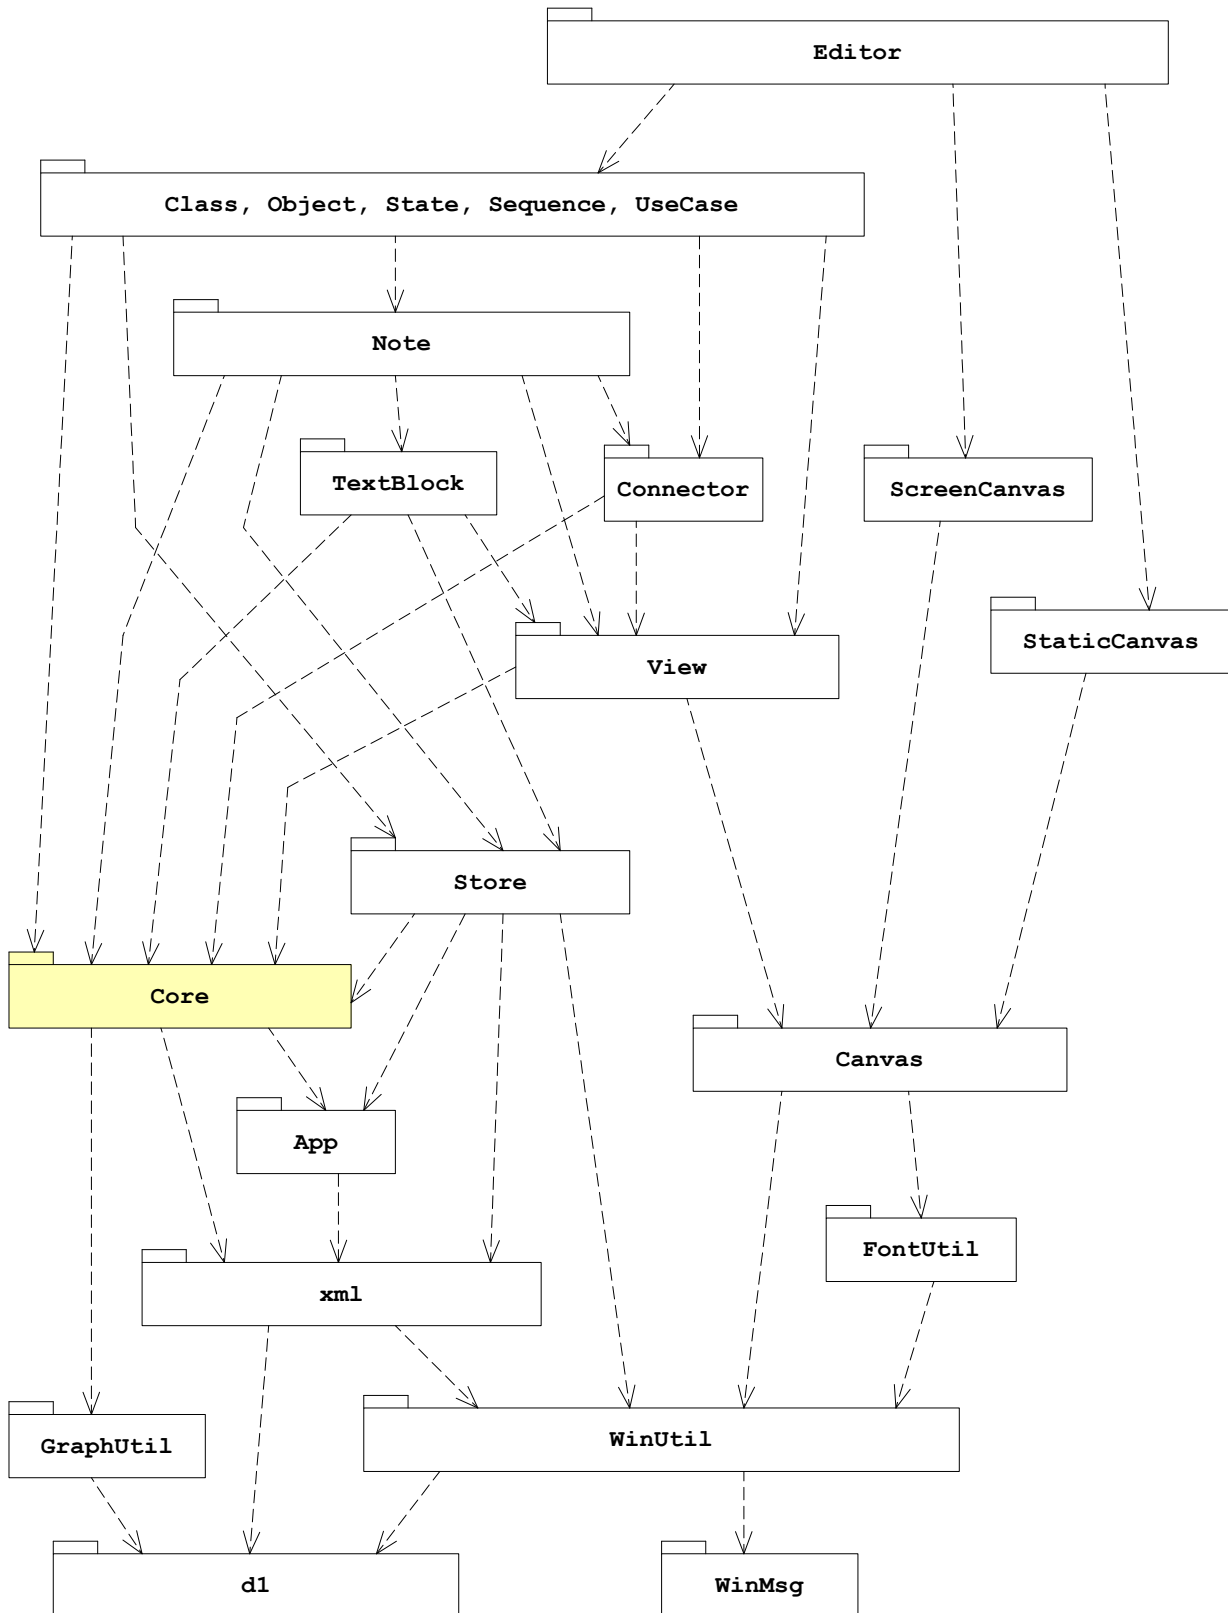 Editor
Class, Object, State, Sequence, UseCase
Note
TextBlock
Connector
ScreenCanvas
StaticCanvas
View
Store
Core
Canvas
App
FontUtil
xml
GraphUtil
WinUtil
d1
WinMsg